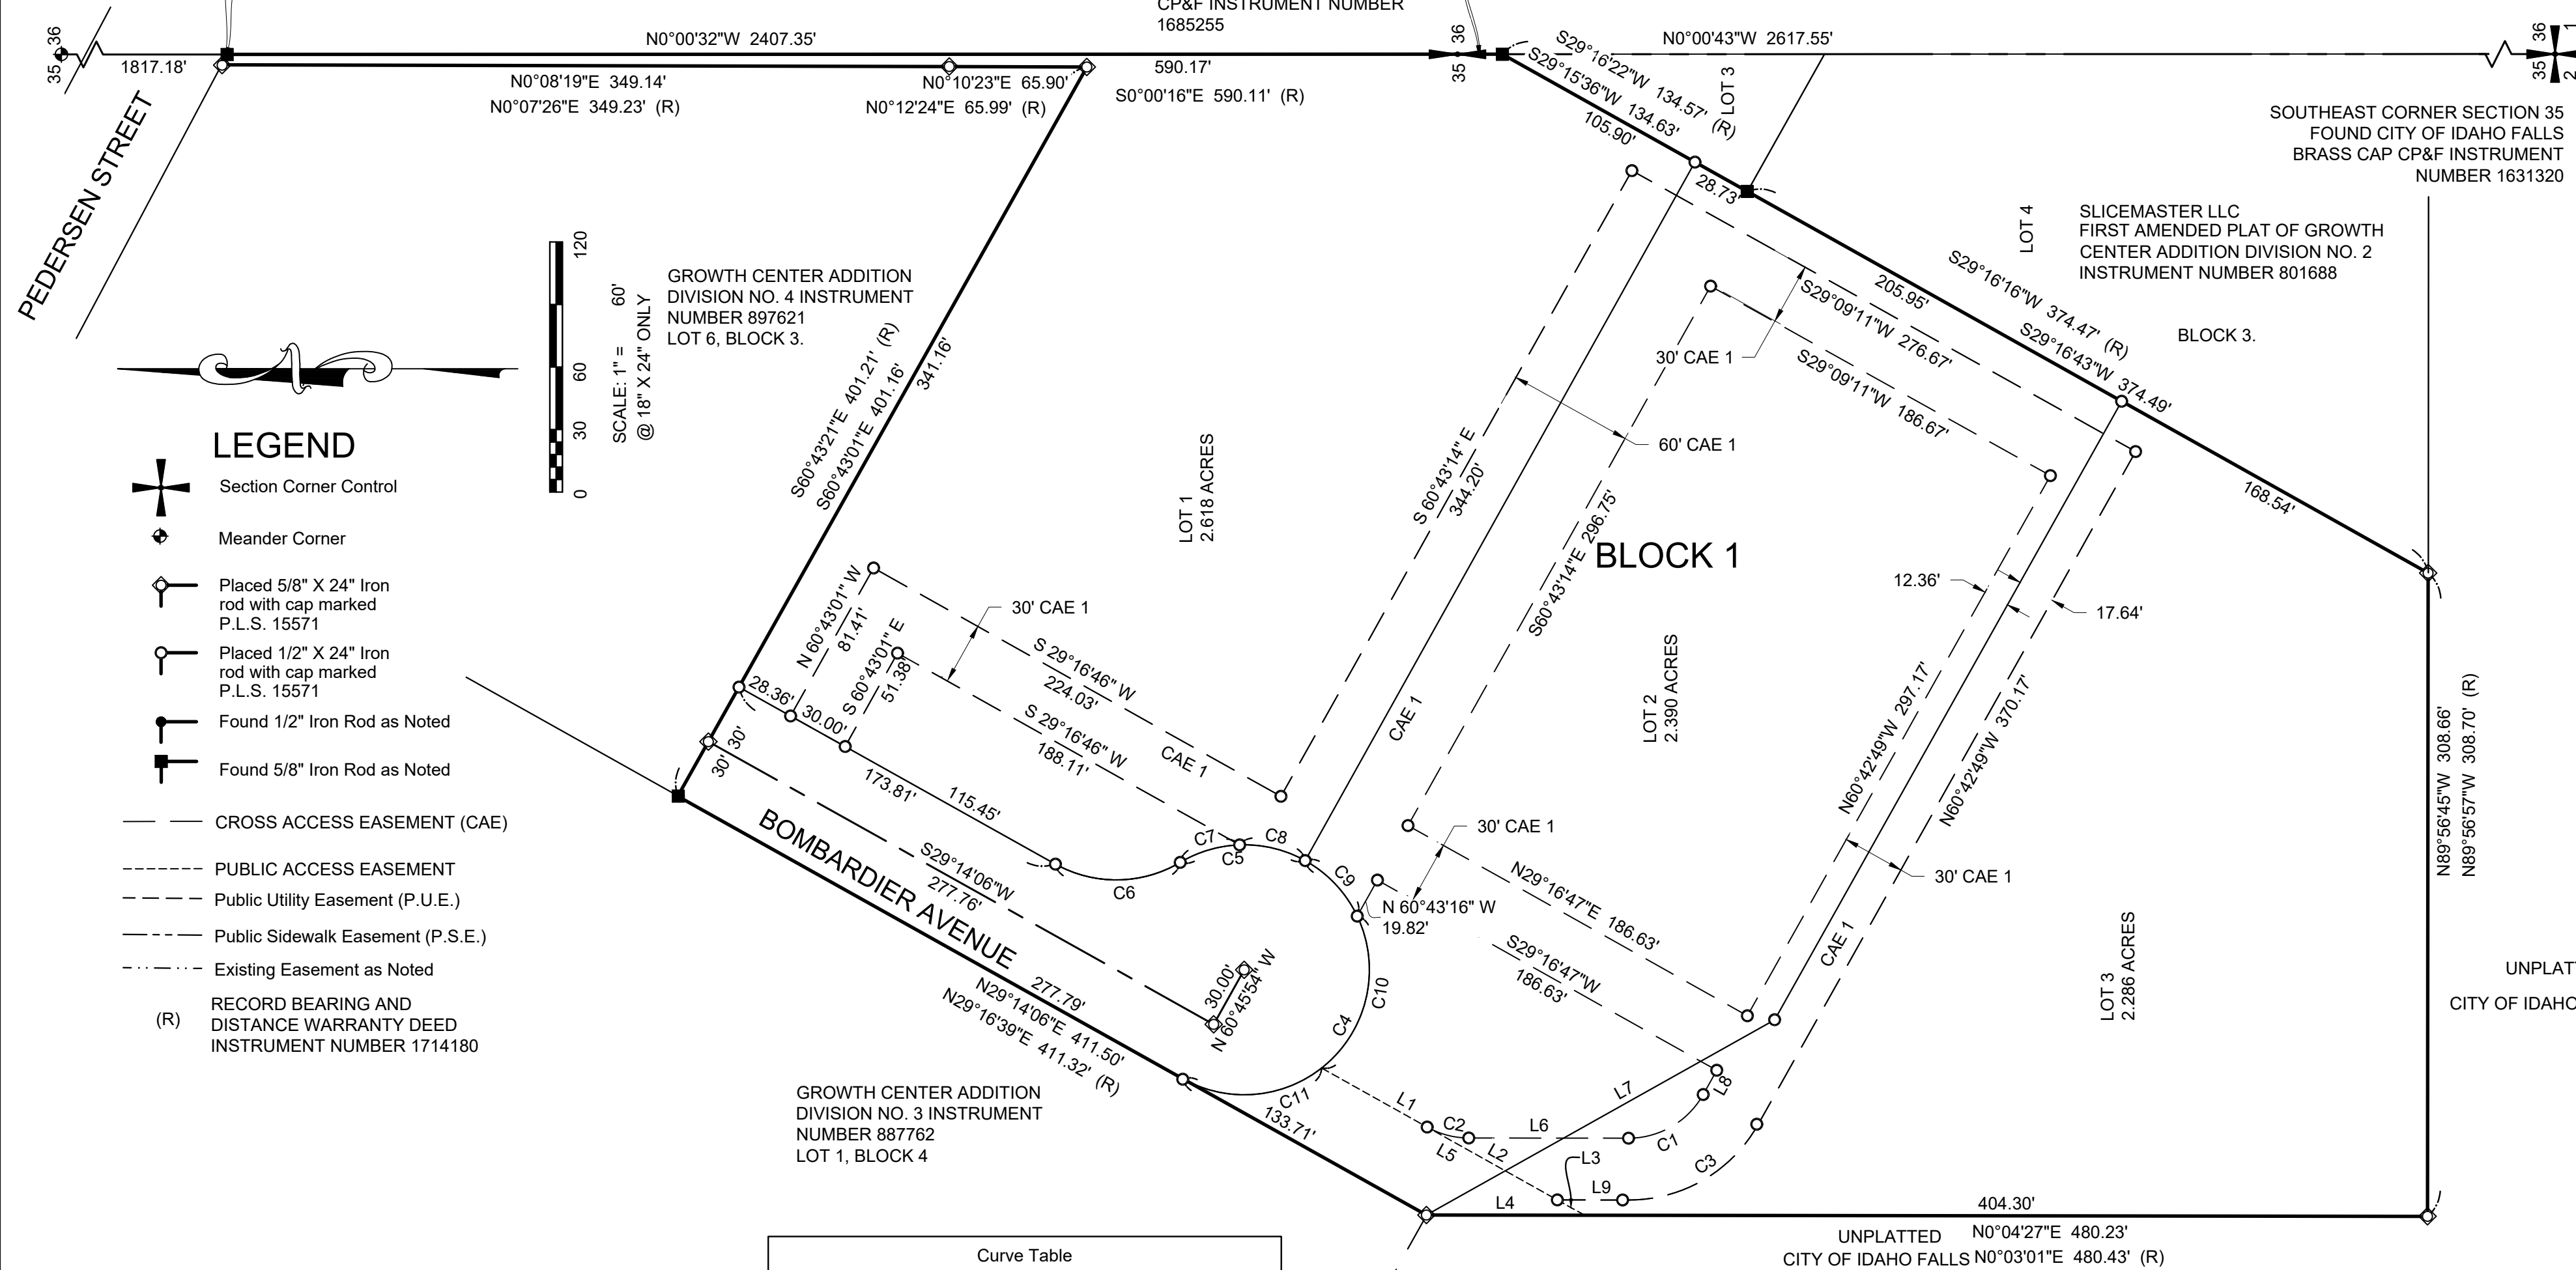 CP&F INSTRUMENT NUMBER
1685255
35 36
1817.18'
N0°00'32"W 2407.35'
N0°08'19"E 349.14'
N0°07'26"E 349.23' (R)
N0°10'23"E 65.90'
N0°12'24"E 65.99' (R)
590.17'
S0°00'16"E 590.11' (R)
35 36
N0°00'43"W 2617.55'
35 36
2 1
S29°16'22"W 134.57' (R)
S29°15'36"W 134.63'
105.90'
LOT 3
28.73'
SOUTHEAST CORNER SECTION 35
FOUND CITY OF IDAHO FALLS
BRASS CAP CP&F INSTRUMENT
NUMBER 1631320
LOT 4
SLICEMASTER LLC
FIRST AMENDED PLAT OF GROWTH
CENTER ADDITION DIVISION NO. 2
INSTRUMENT NUMBER 801688
BLOCK 3.
PEDERSEN STREET
0 30 60 120
SCALE: 1" = 60'
@ 18" X 24" ONLY
GROWTH CENTER ADDITION
DIVISION NO. 4 INSTRUMENT
NUMBER 897621
LOT 6, BLOCK 3.
S60°43'21"E 401.21' (R)
S60°43'01"E 401.16'
341.16'
205.95'
S29°16'16"W 374.47' (R)
S29°16'43"W 374.49'
S29°09'11"W 276.67'
30' CAE 1
S29°09'11"W 186.67'
60' CAE 1
168.54'
LEGEND
Section Corner Control
Meander Corner
Placed 5/8" X 24" Iron
rod with cap marked
P.L.S. 15571
Placed 1/2" X 24" Iron
rod with cap marked
P.L.S. 15571
Found 1/2" Iron Rod as Noted
Found 5/8" Iron Rod as Noted
CROSS ACCESS EASEMENT (CAE)
PUBLIC ACCESS EASEMENT
Public Utility Easement (P.U.E.)
Public Sidewalk Easement (P.S.E.)
Existing Easement as Noted
(R)
RECORD BEARING AND
DISTANCE WARRANTY DEED
INSTRUMENT NUMBER 1714180
LOT 1
2.618 ACRES
S 60°43'14" E
344.20'
S60°43'14"E 296.75'
BLOCK 1
12.36'
17.64'
30' CAE 1
N 60°43'01" W
81.41'
S 60°43'01" E
51.38'
S 29°16'46" W
224.03'
S 29°16'46" W
188.11'
CAE 1
CAE 1
LOT 2
2.390 ACRES
N60°42'49"W 297.17'
N60°42'49"W 370.17'
N89°56'45"W 308.66'
N89°56'57"W 308.70' (R)
28.36'
30.00'
30'
30'
173.81'
115.45'
C7
C8
C5
C6
C9
30' CAE 1
30' CAE 1
BOMBARDIER AVENUE
S29°14'06"W
277.76'
N 60°43'16" W
19.82'
N29°16'47"E 186.63'
S29°16'47"W
186.63'
CAE 1
LOT 3
2.286 ACRES
UNPLATT
CITY OF IDAHO
30.00'
N 60°45'54" W
C10
C4
277.79'
N29°14'06"E 411.50'
N29°16'39"E 411.32' (R)
C11
133.71'
L1
C2
L5
L2
L6
L7
L8
C1
C3
L3
L9
L4
GROWTH CENTER ADDITION
DIVISION NO. 3 INSTRUMENT
NUMBER 887762
LOT 1, BLOCK 4
404.30'
UNPLATTED
CITY OF IDAHO FALLS
N0°04'27"E 480.23'
N0°03'01"E 480.43' (R)
Curve Table